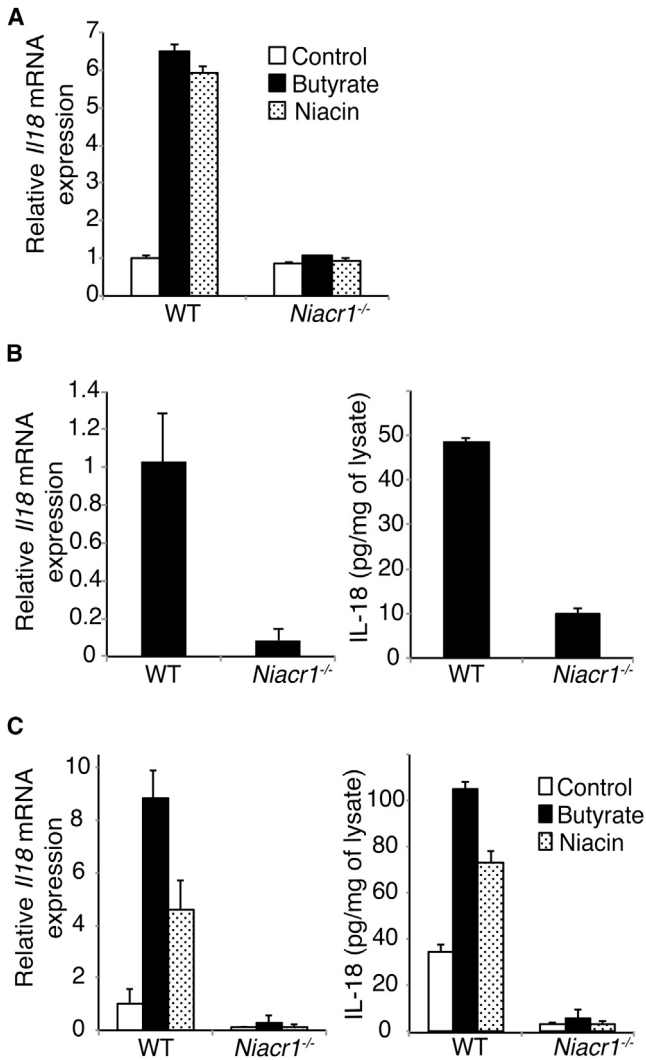 A
Relative Il18 mRNA
expression
7
6
5
4
3
2
1
0
Control
Butyrate
Niacin
WT
Niacr1-/-
B
Relative Il18 mRNA
expression
1.4
1.2
1
0.8
0.6
0.4
0.2
0
WT
Niacr1-/-
IL-18 (pg/mg of lysate)
50
40
30
20
10
0
WT
Niacr1-/-
C
Relative Il18 mRNA
expression
10
8
6
4
2
0
WT
Niacr1-/-
IL-18 (pg/mg of lysate)
100
80
60
40
20
0
Control
Butyrate
Niacin
WT
Niacr1-/-